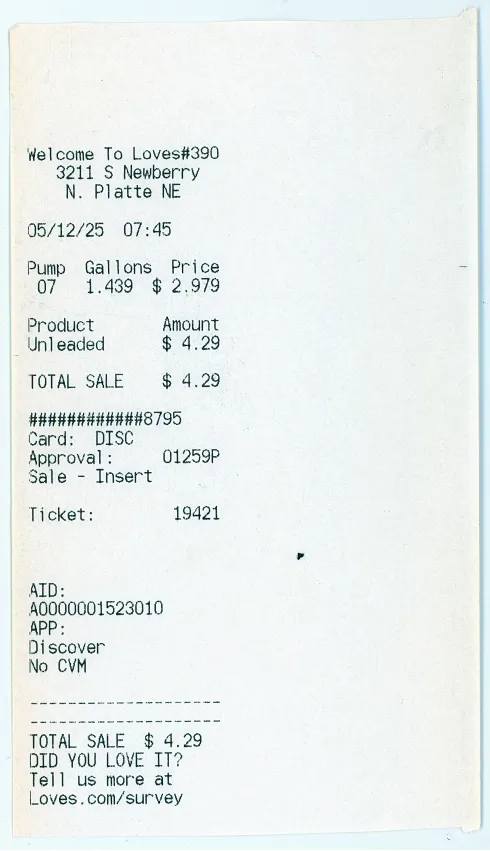 Welcome To Loves#390
3211 S Newberry
N. Platte NE
05/12/25 07:45
Pump Gallons Price
07 1.439 $ 2.979
Product Amount
Unleaded $ 4.29
TOTAL SALE $ 4.29
############8795
Card: DISC
Approval: 01259P
Sale - Insert
Ticket: 19421
AID:
A0000001523010
APP:
Discover
No CVM
--------------------
--------------------
TOTAL SALE $ 4.29
DID YOU LOVE IT?
Tell us more at
Loves.com/survey